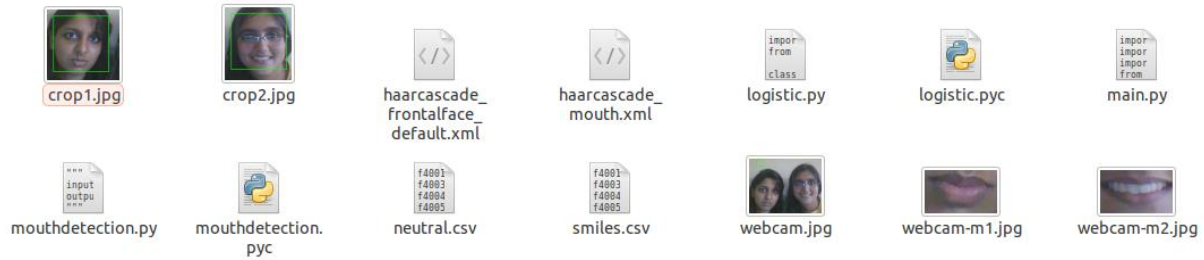 impor
impor
impor
from
impor
from
class
crop1.jpg
crop2.jpg
haarcascade_
frontalface_
default.xml
haarcascade_
mouth.xml
logistic.py
logistic.pyc
main.py
"""
input
outpu
"""
f4001
f4003
f4004
f4005
f4001
f4003
f4004
f4005
mouthdetection.py
mouthdetection.
pyc
neutral.csv
smiles.csv
webcam.jpg
webcam-m1.jpg
webcam-m2.jpg